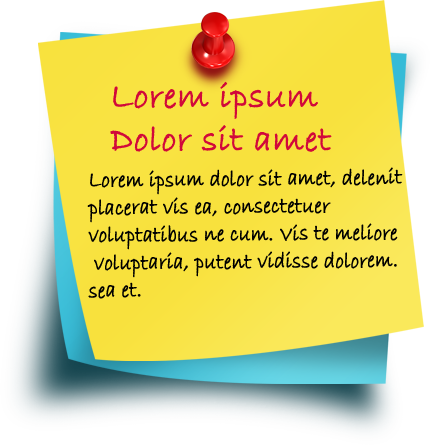 Lorem ipsum
Dolor sit amet
Lorem ipsum dolor sit amet, delenit
placerat vis ea, consectetuer
voluptatibus ne cum. Vis te meliore
voluptaria, putent vidisse dolorem.
sea et.